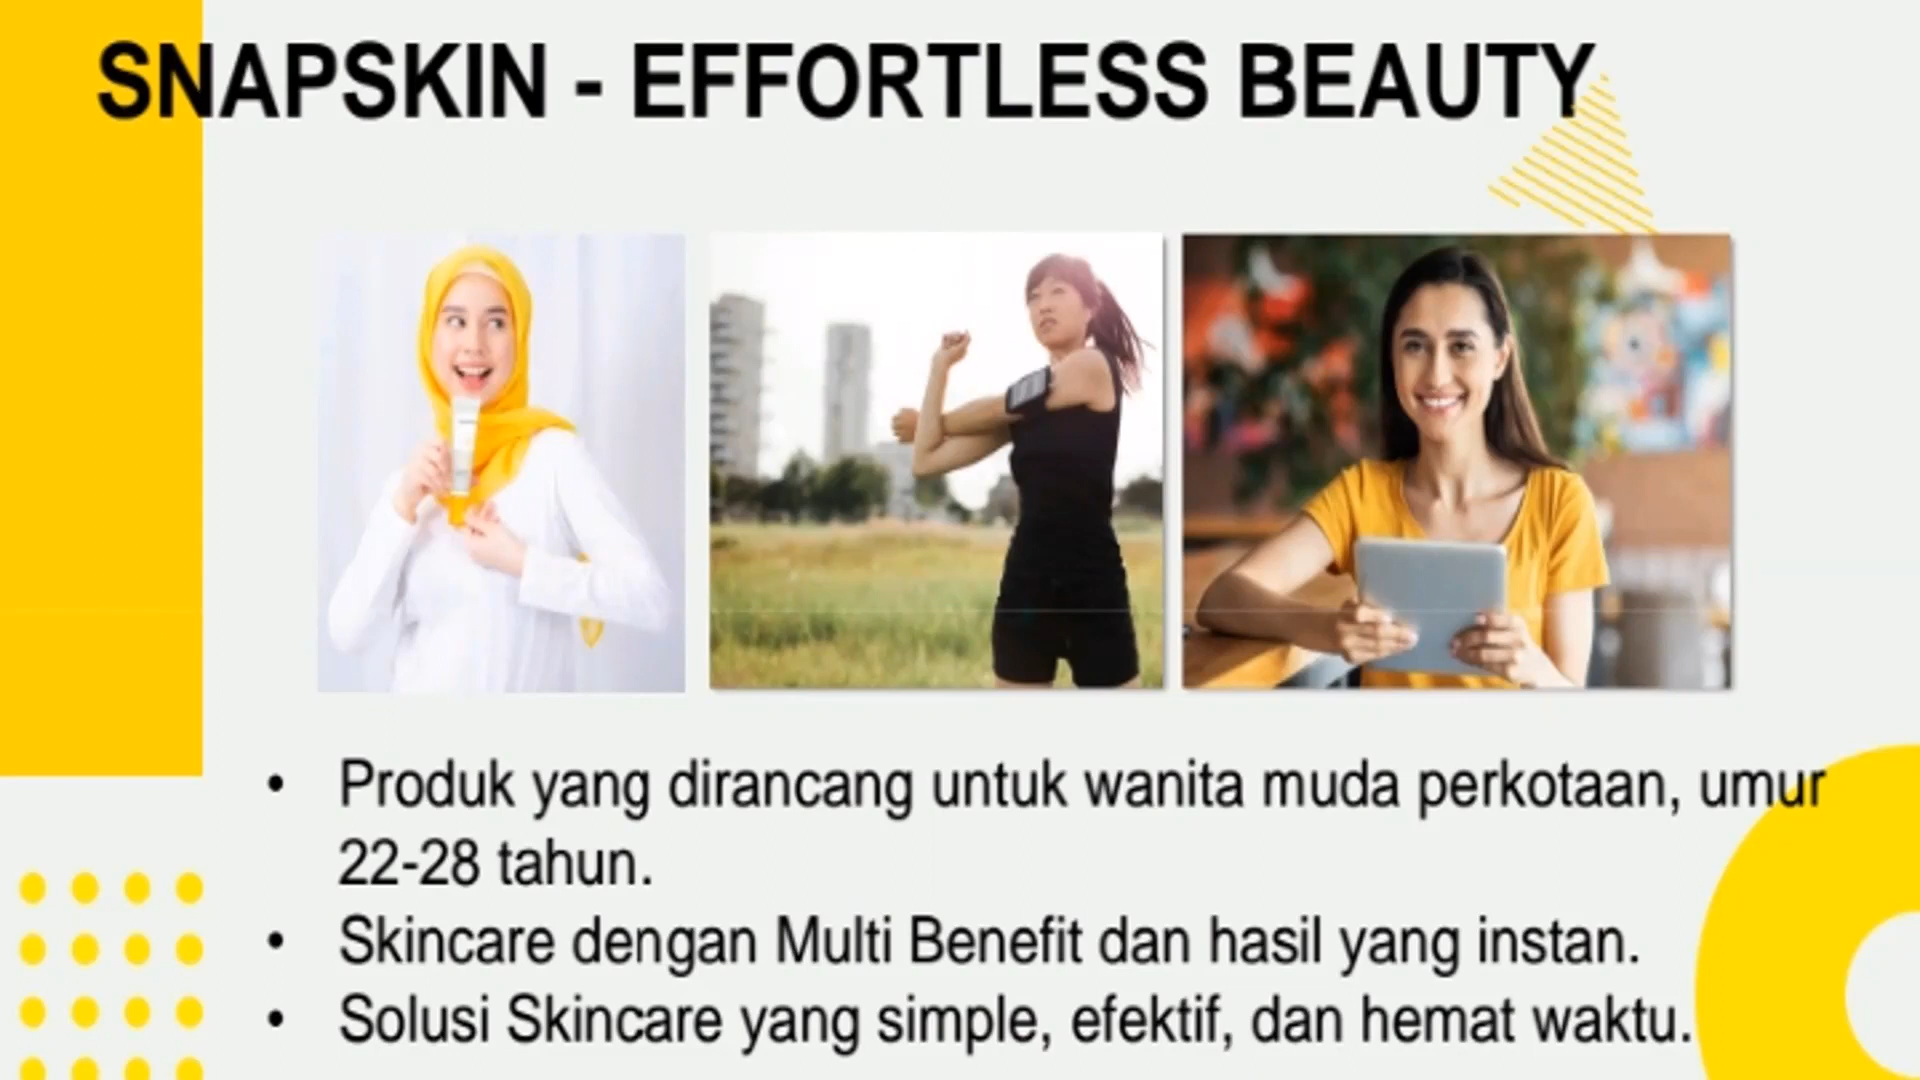 SNAPSKIN - EFFORTLESS BEAUTY
• Produk yang dirancang untuk wanita muda perkotaan, umur
22-28 tahun.
• Skincare dengan Multi Benefit dan hasil yang instan.
• Solusi Skincare yang simple, efektif, dan hemat waktu.